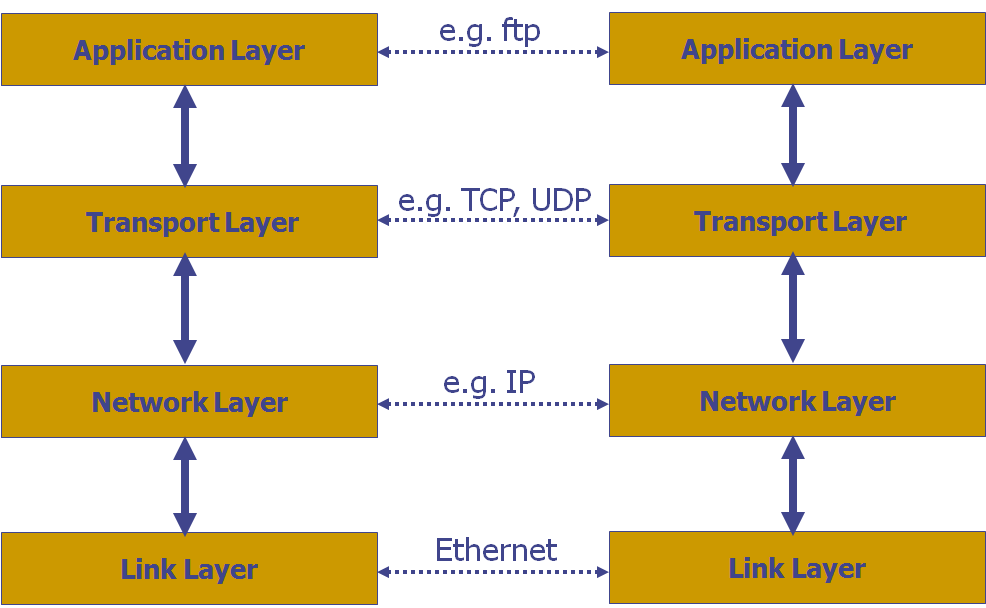 Application Layer
e.g. ftp
Application Layer
Transport Layer
e.g. TCP, UDP
Transport Layer
Network Layer
e.g. IP
Network Layer
Link Layer
Ethernet
Link Layer